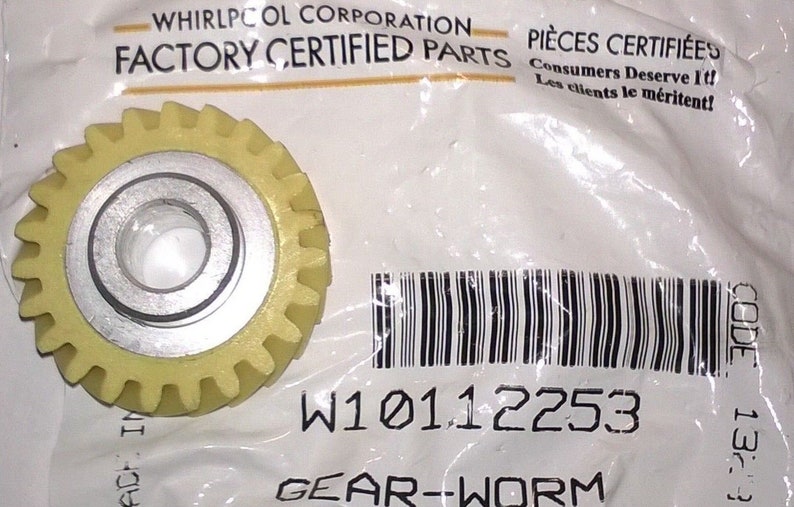 WHIRLPOOL CORPORATION
FACTORY CERTIFIED PARTS
PIÈCES CERTIFIÉES
Consumers Deserve It!
Les clients le méritent!
W10112253
GEAR-WORM
CODE